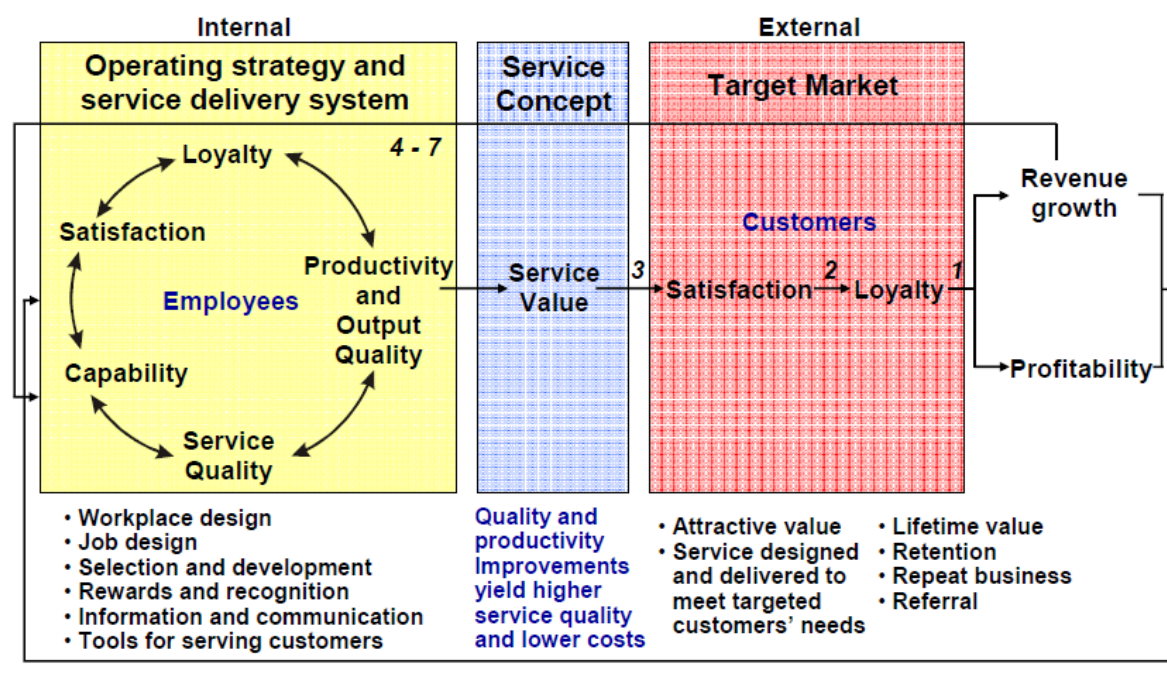 Internal
External
Operating strategy and
service delivery system
Service
Concept
Target Market
4 - 7
Loyalty
Satisfaction
Employees
Capability
Service
Quality
Productivity
and
Output
Quality
Service
Value
3
Customers
Satisfaction
2
Loyalty
1
Revenue
growth
Profitability
• Workplace design
• Job design
• Selection and development
• Rewards and recognition
• Information and communication
• Tools for serving customers
Quality and
productivity
Improvements
yield higher
service quality
and lower costs
• Attractive value
• Service designed
and delivered to
meet targeted
customers’ needs
• Lifetime value
• Retention
• Repeat business
• Referral